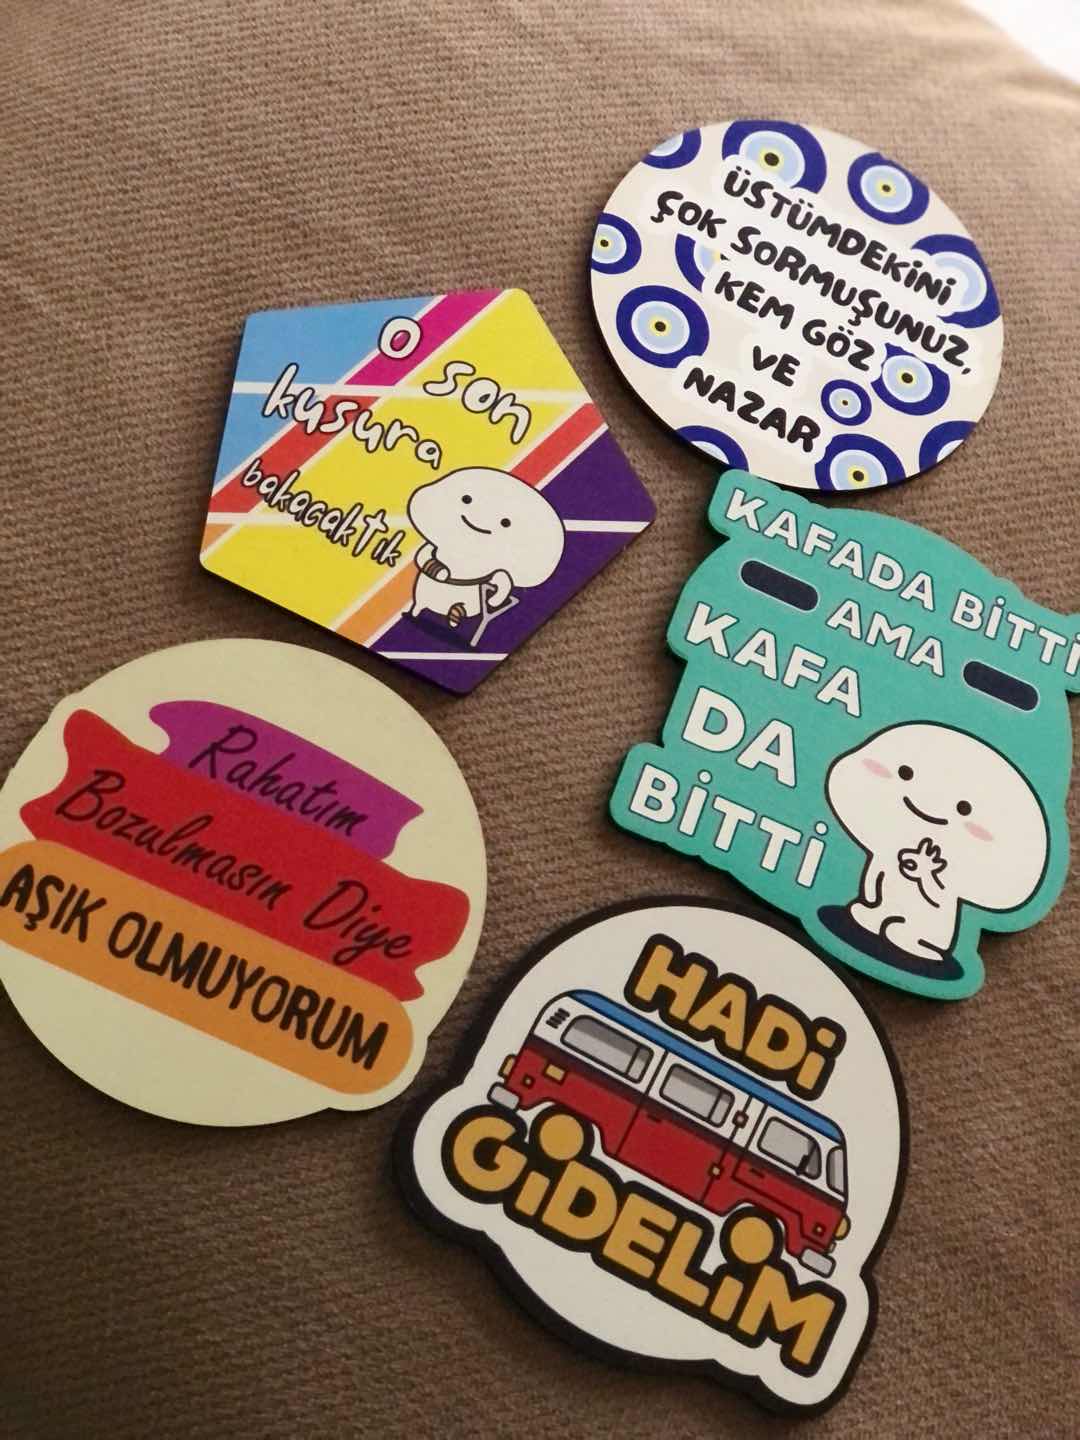 ÜSTÜMDEKİNİ
ÇOK SORMUŞUNUZ,
KEM GÖZ
VE
NAZAR
O son
kusura
bakacaktık
KAFADA BİTTİ
AMA
KAFA
DA
BİTTİ
Rahatım
Bozulmasın Diye
AŞIK OLMUYORUM
HADİ
GİDELİM